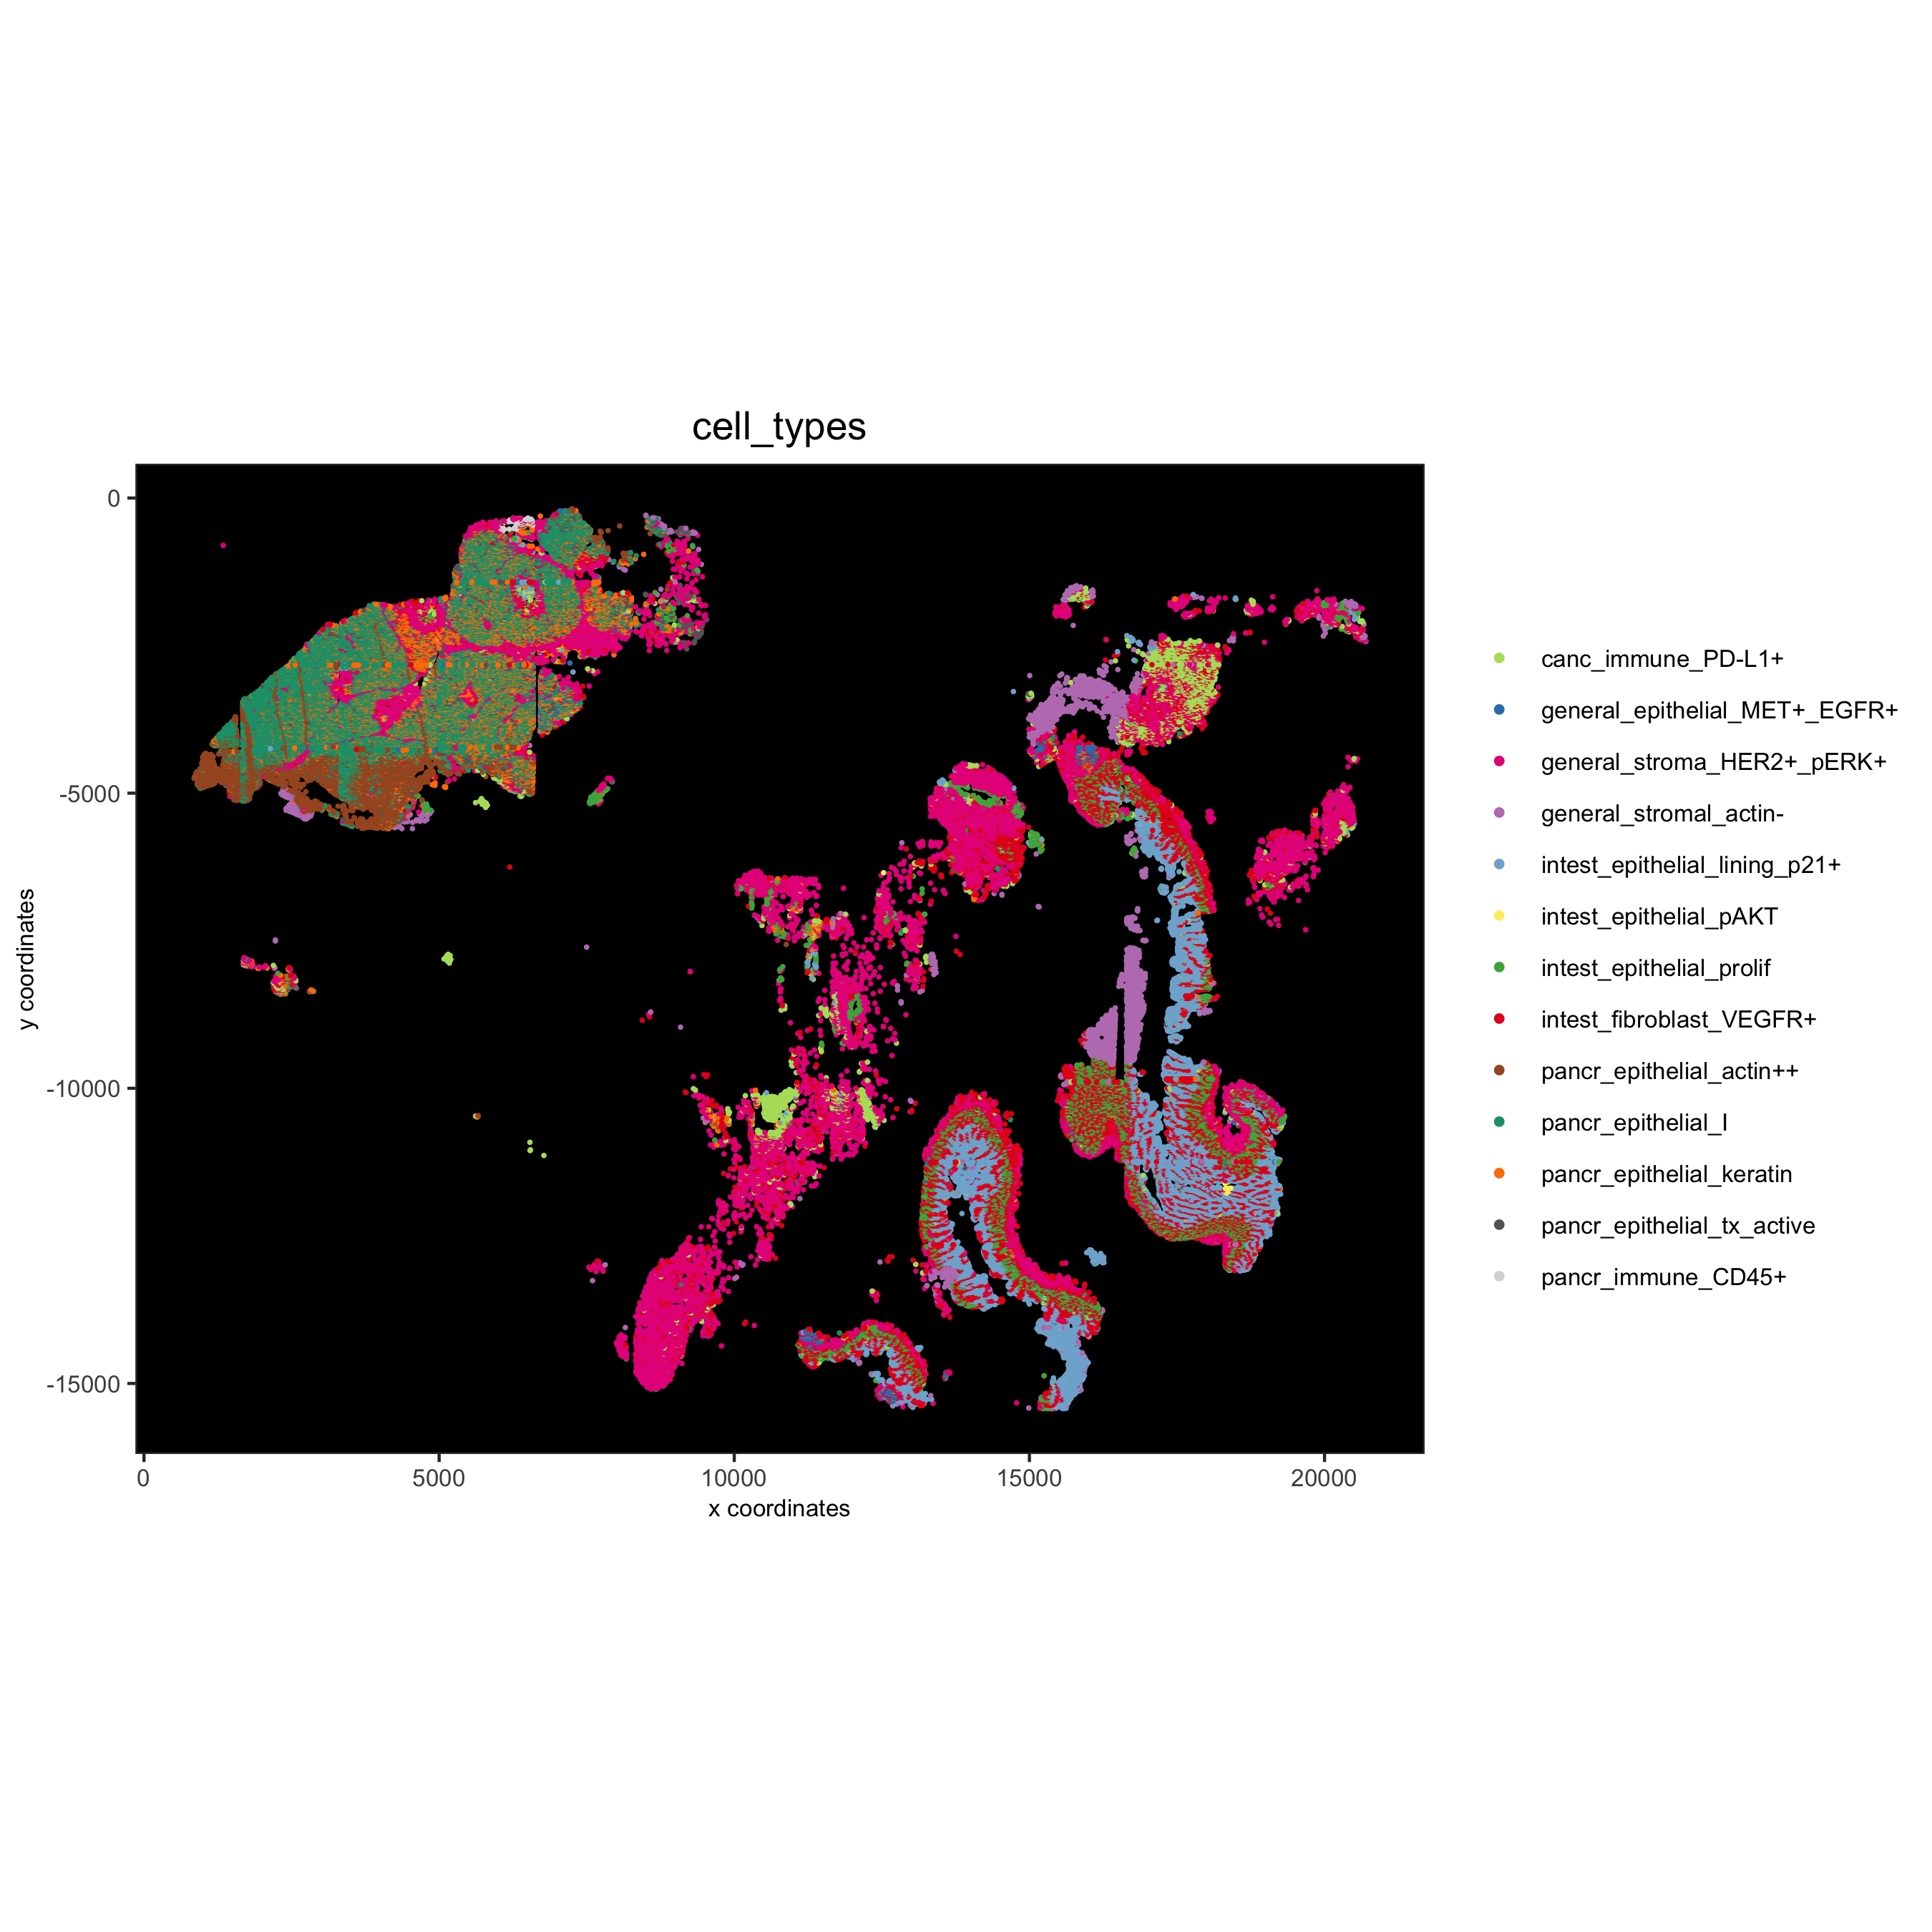 cell_types
0
-5000
-10000
-15000
y coordinates
0
5000
10000
15000
20000
x coordinates
canc_immune_PD-L1+
general_epithelial_MET+_EGFR+
general_stroma_HER2+_pERK+
general_stromal_actin-
intest_epithelial_lining_p21+
intest_epithelial_pAKT
intest_epithelial_prolif
intest_fibroblast_VEGFR+
pancr_epithelial_actin++
pancr_epithelial_I
pancr_epithelial_keratin
pancr_epithelial_tx_active
pancr_immune_CD45+